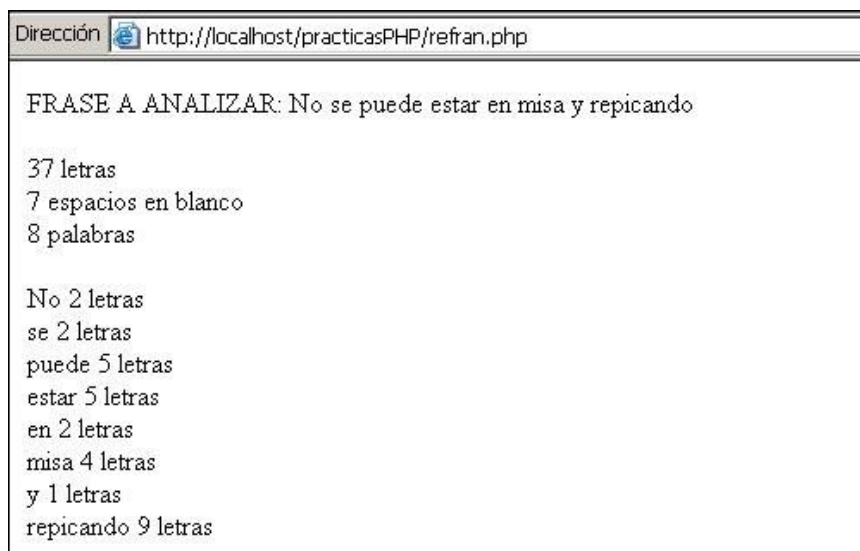 Dirección http://localhost/practicasPHP/refran.php
FRASE A ANALIZAR: No se puede estar en misa y repicando
37 letras
7 espacios en blanco
8 palabras
No 2 letras
se 2 letras
puede 5 letras
estar 5 letras
en 2 letras
misa 4 letras
y 1 letras
repicando 9 letras